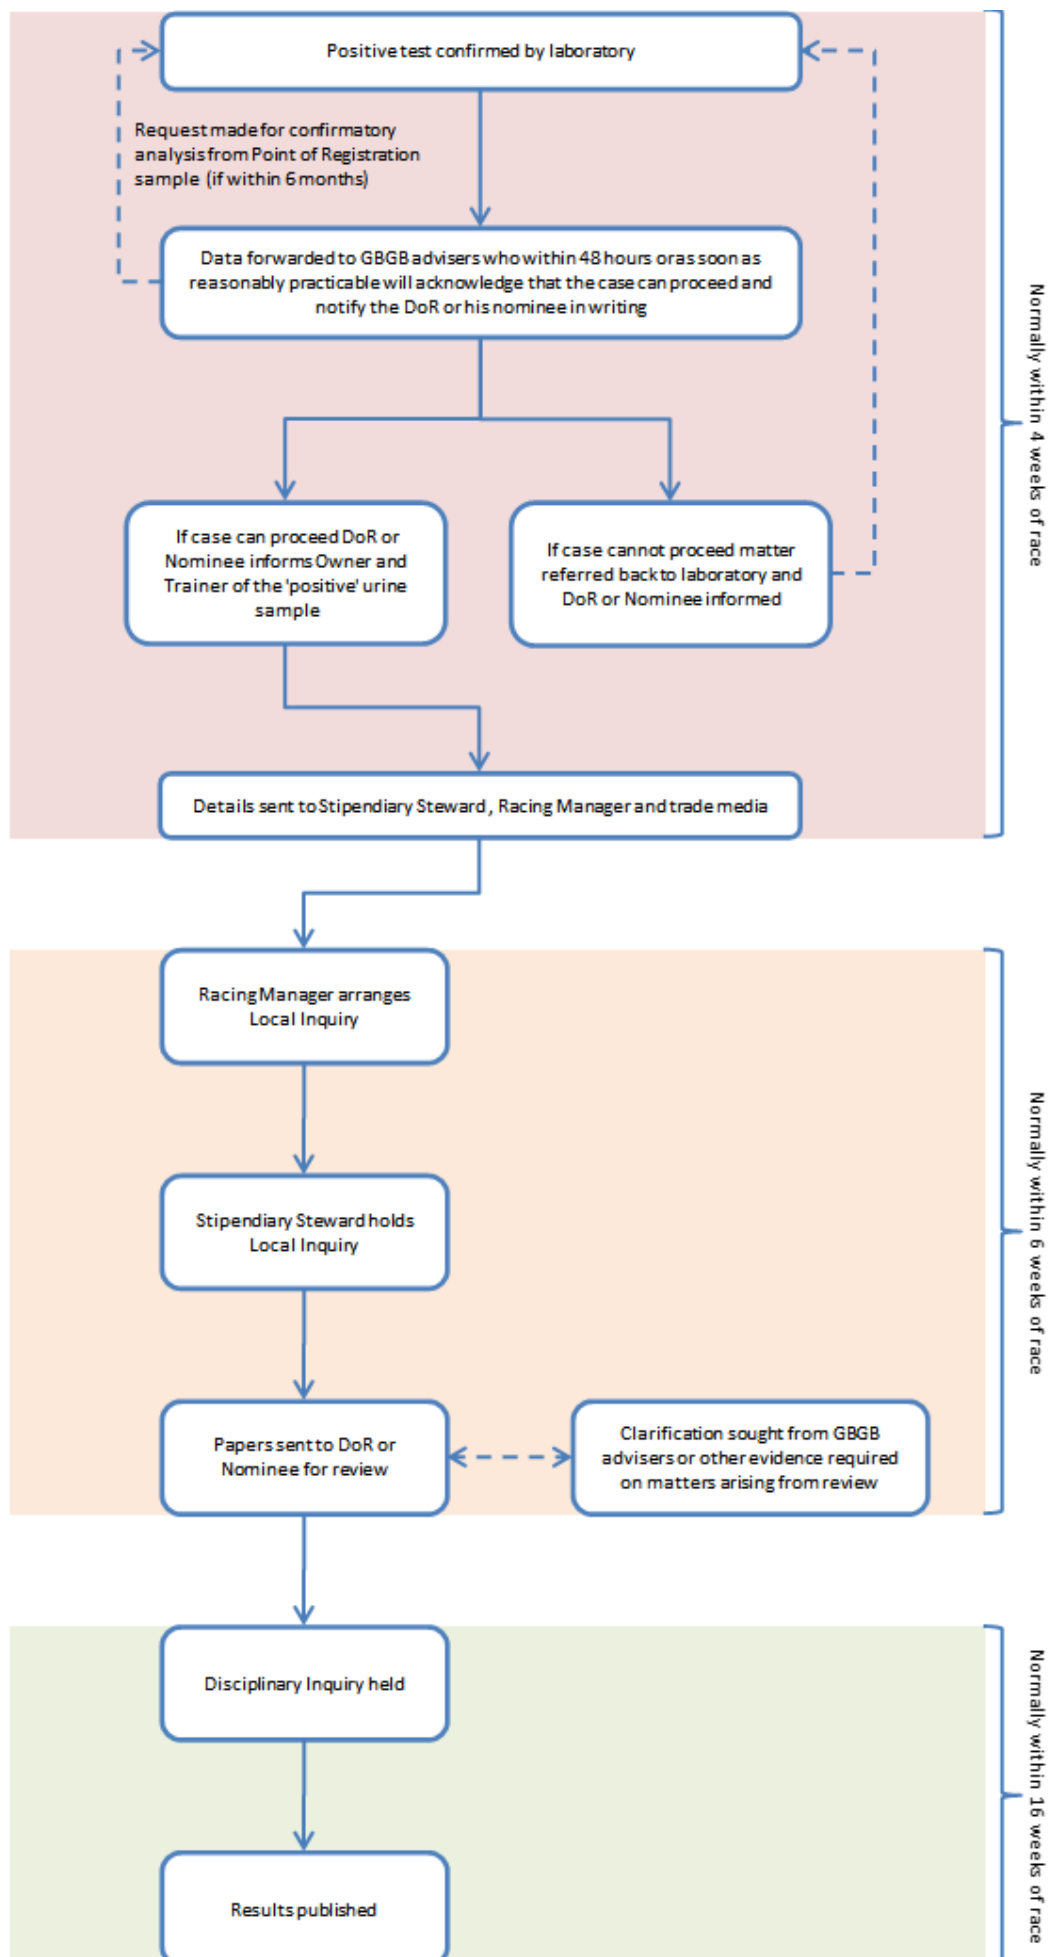 Positive test confirmed by laboratory
Request made for confirmatory
analysis from Point of Registration
sample (if within 6 months)
Data forwarded to GBGB advisers who within 48 hours or as soon as
reasonably practicable will acknowledge that the case can proceed and
notify the DoR or his nominee in writing
Normally within 4 weeks of race
If case can proceed DoR or
Nominee informs Owner and
Trainer of the 'positive' urine
sample
If case cannot proceed matter
referred back to laboratory and
DoR or Nominee informed
Details sent to Stipendiary Steward, Racing Manager and trade media
Racing Manager arranges
Local Inquiry
Normally within 6 weeks of race
Stipendiary Steward holds
Local Inquiry
Papers sent to DoR or
Nominee for review
Clarification sought from GBGB
advisers or other evidence required
on matters arising from review
Disciplinary Inquiry held
Normally within 16 weeks of race
Results published